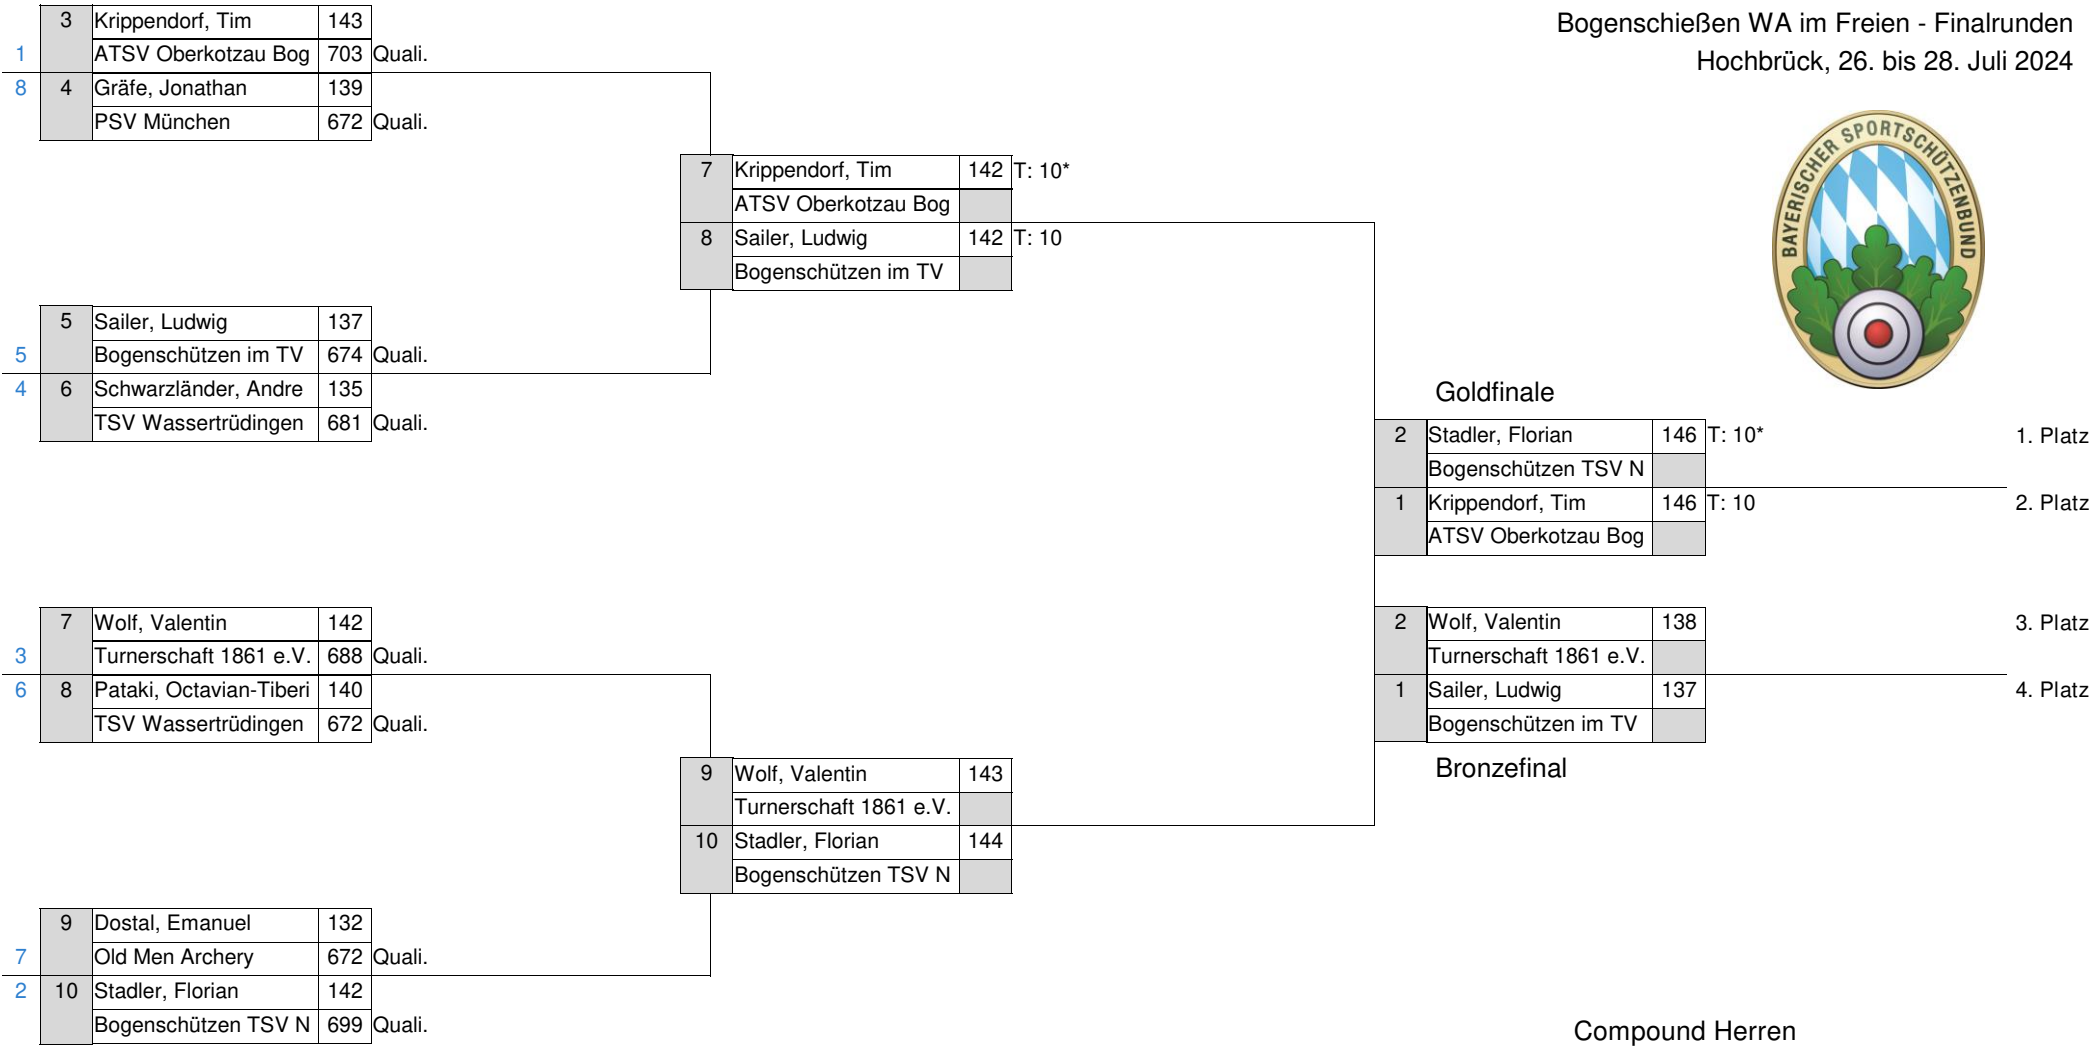 Bogenschießen WA im Freien - Finalrunden
Hochbrück, 26. bis 28. Juli 2024
BAYERISCHER SPORTSCHÜTZENBUND
3 Krippendorf, Tim 143
1 ATSV Oberkotzau Bog 703 Quali.
8 4 Gräfe, Jonathan 139
PSV München 672 Quali.
5 Sailer, Ludwig 137
5 Bogenschützen im TV 674 Quali.
4 6 Schwarzländer, Andre 135
TSV Wassertrüdingen 681 Quali.
7 Wolf, Valentin 142
3 Turnerschaft 1861 e.V. 688 Quali.
6 8 Pataki, Octavian-Tiberi 140
TSV Wassertrüdingen 672 Quali.
9 Dostal, Emanuel 132
7 Old Men Archery 672 Quali.
2 10 Stadler, Florian 142
Bogenschützen TSV N 699 Quali.
7 Krippendorf, Tim 142 T: 10*
ATSV Oberkotzau Bog
8 Sailer, Ludwig 142 T: 10
Bogenschützen im TV
9 Wolf, Valentin 143
Turnerschaft 1861 e.V.
10 Stadler, Florian 144
Bogenschützen TSV N
Goldfinale
2 Stadler, Florian 146 T: 10* 1. Platz
Bogenschützen TSV N
1 Krippendorf, Tim 146 T: 10 2. Platz
ATSV Oberkotzau Bog
2 Wolf, Valentin 138 3. Platz
Turnerschaft 1861 e.V.
1 Sailer, Ludwig 137 4. Platz
Bogenschützen im TV
Bronzefinal
Compound Herren